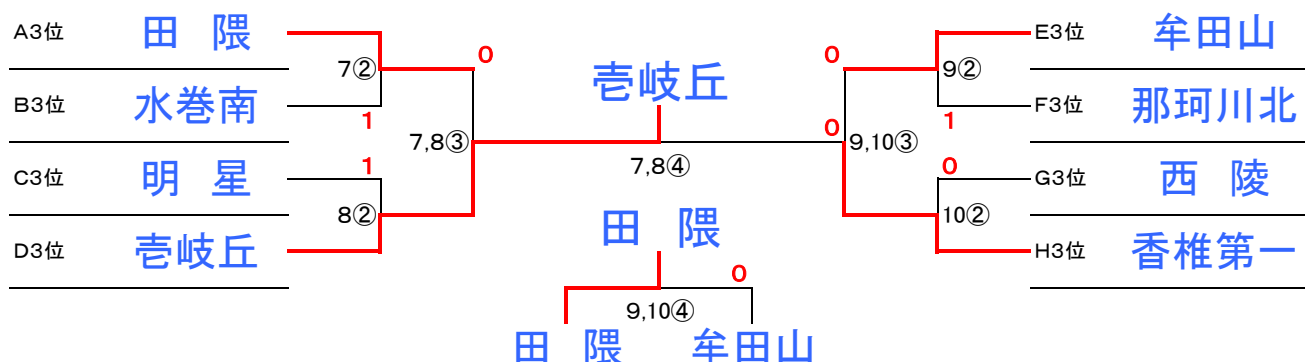 A3位 田 隈
7②
0
B3位 水巻南
1
C3位 明 星
1
8②
D3位 壱岐丘
7,8③
壱岐丘
7,8④
0
0
9,10③
E3位 牟田山
9②
F3位 那珂川北
1
0
G3位 西 陵
10②
H3位 香椎第一
田 隈
0
9,10④
田 隈 牟田山